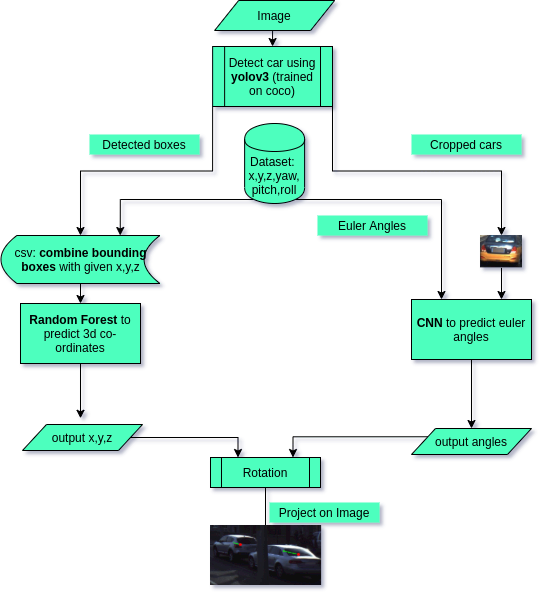 Image
Detect car using
yolov3 (trained
on coco)
Detected boxes
Cropped cars
Dataset:
x,y,z,yaw,
pitch,roll
Euler Angles
csv: combine bounding
boxes with given x,y,z
Random Forest to
predict 3d co-
ordinates
CNN to predict euler
angles
output x,y,z
output angles
Rotation
Project on Image